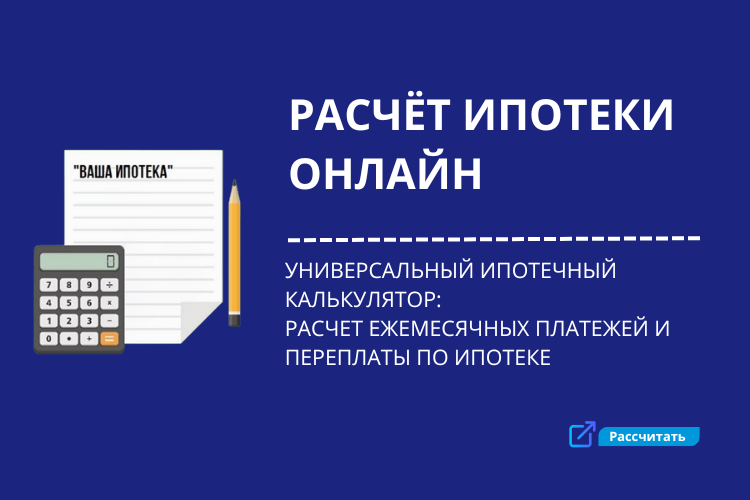 РАСЧЁТ ИПОТЕКИ
ОНЛАЙН
"ВАША ИПОТЕКА"
УНИВЕРСАЛЬНЫЙ ИПОТЕЧНЫЙ
КАЛЬКУЛЯТОР:
РАСЧЕТ ЕЖЕМЕСЯЧНЫХ ПЛАТЕЖЕЙ И
ПЕРЕПЛАТЫ ПО ИПОТЕКЕ
0
7 8 9 ÷
4 5 6 x
1 2 3 −
0 • + =
Рассчитать